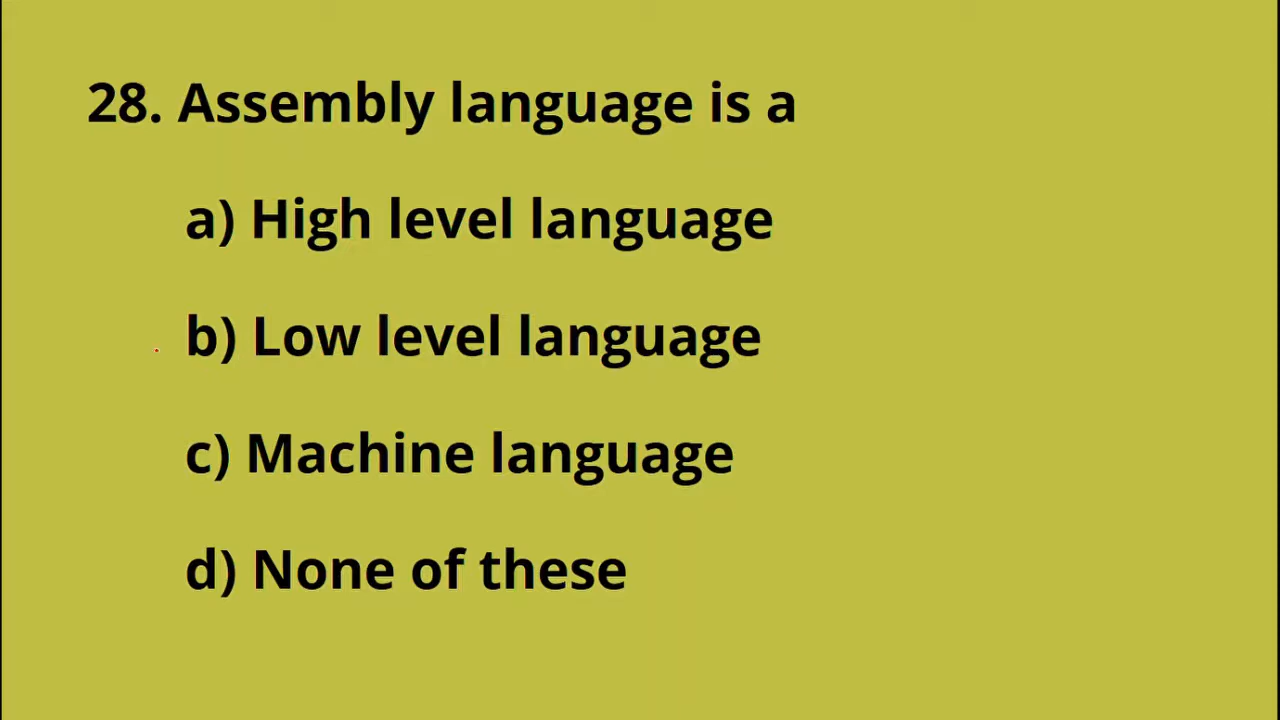 28. Assembly language is a
a) High level language
b) Low level language
c) Machine language
d) None of these